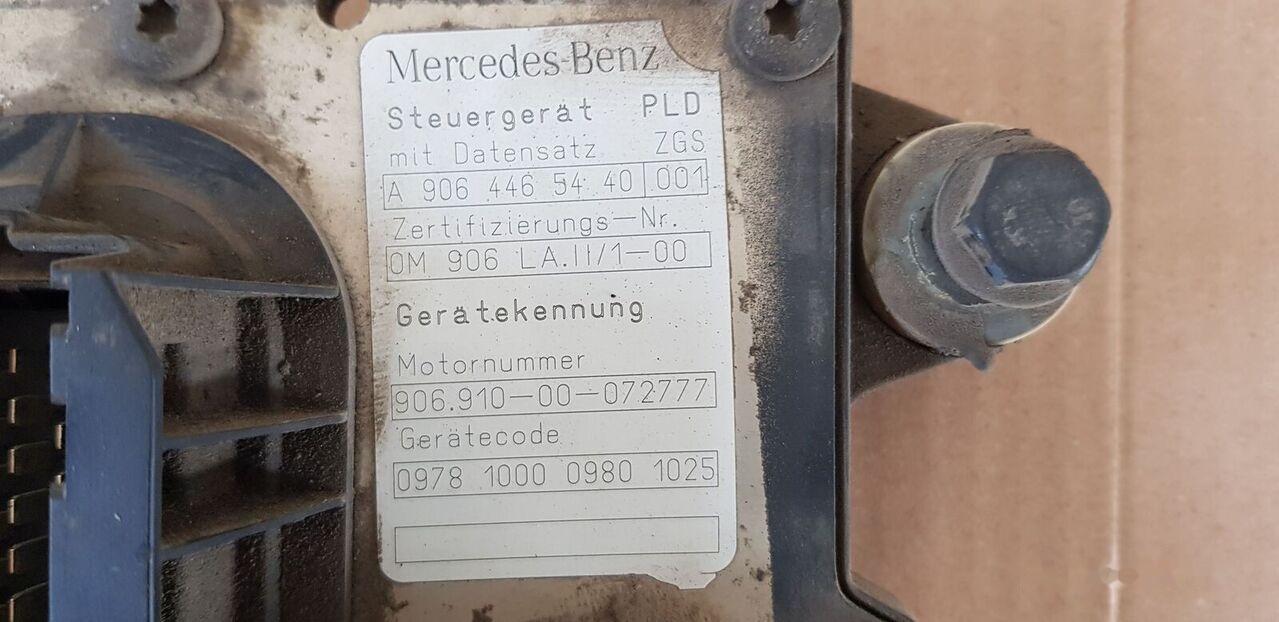 Mercedes-Benz
Steuergerät PLD
mit Datensatz ZGS
A 906 446 54 40 001
Zertifizierungs-Nr.
OM 906 LA.II/1-00
Gerätekennung
Motornummer
906.910-00-072777
Gerätecode
0978 1000 0980 1025